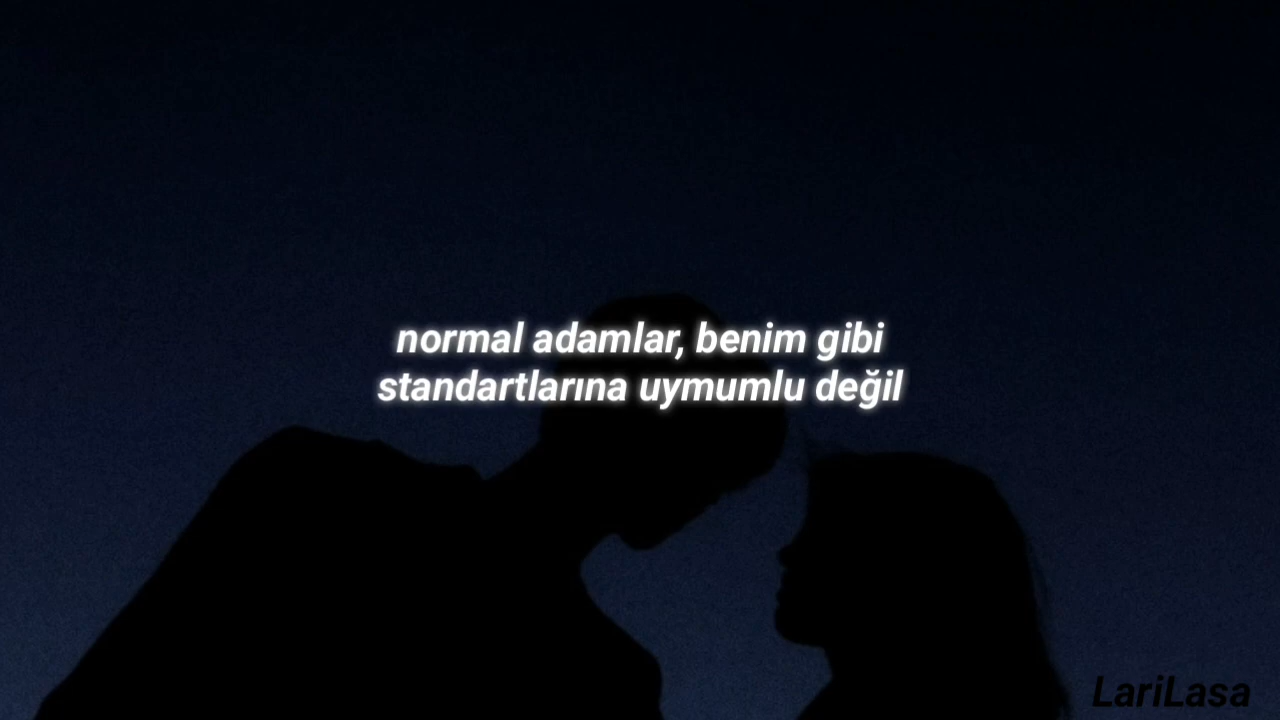 normal adamlar, benim gibi
standartlarına uymumlu değil
LariLasa